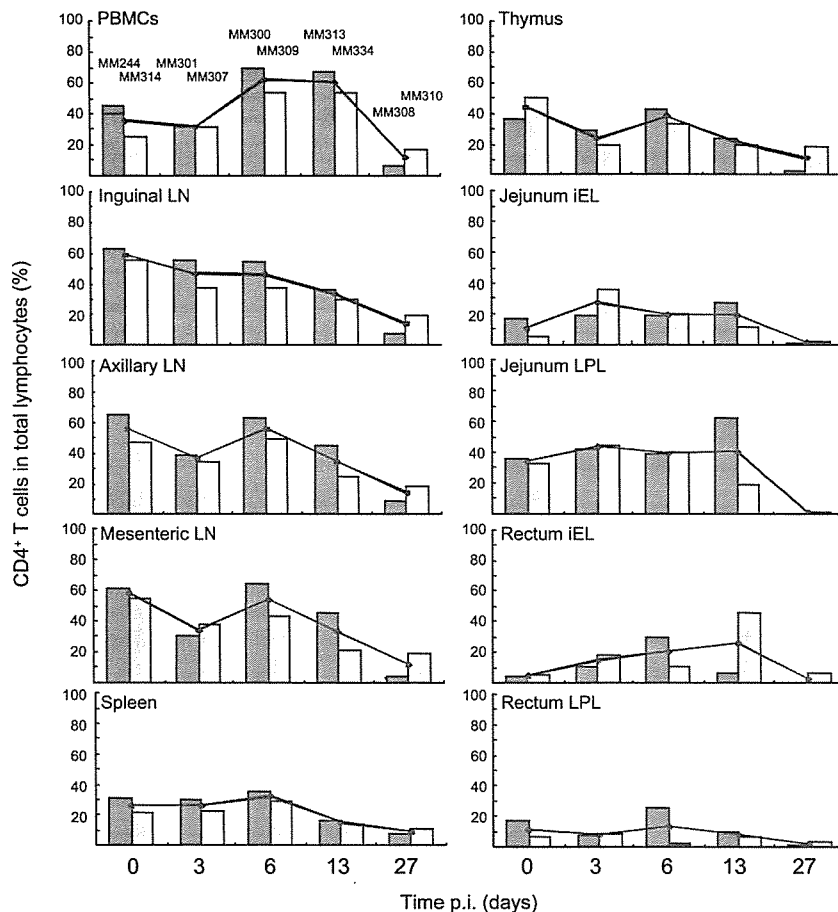 PBMCs
100
80
60
40
20
MM244
MM314
MM301
MM307
MM300
MM309
MM313
MM334
MM308
MM310
Thymus
100
80
60
40
20
Inguinal LN
100
80
60
40
20
Jejunum iEL
100
80
60
40
20
Axillary LN
100
80
60
40
20
Jejunum LPL
100
80
60
40
20
Mesenteric LN
100
80
60
40
20
Rectum iEL
100
80
60
40
20
Spleen
100
80
60
40
20
Rectum LPL
100
80
60
40
20
0 3 6 13 27
0 3 6 13 27
CD4⁺ T cells in total lymphocytes (%)
Time p.i. (days)